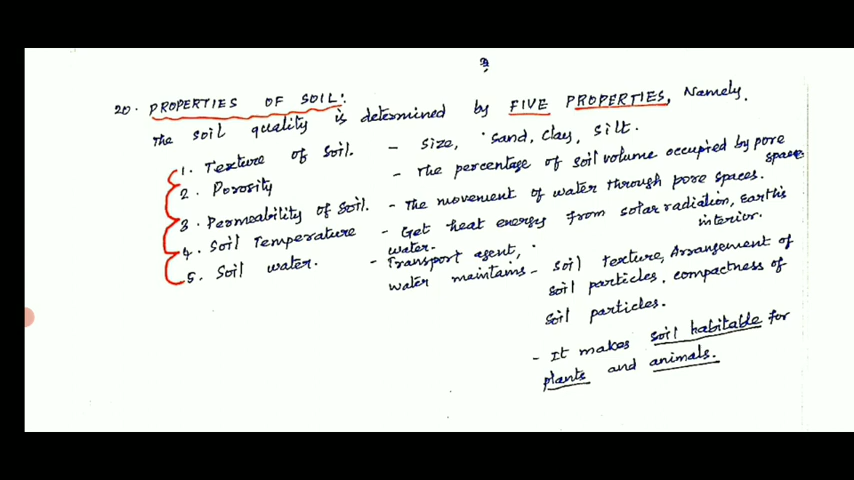 20. PROPERTIES OF SOIL:
The soil quality is determined by FIVE PROPERTIES, Namely.
1. Texture of soil. - size, sand, clay, silt.
2. Porosity - The percentage of soil volume occupied by pore spaces.
3. Permeability of soil. - The movement of water through pore spaces.
4. Soil Temperature - Get heat energy from solar radiation, Earth's interior.
5. Soil water. - water. Transport agent,
water maintains - soil texture, Arrangement of
soil particles, compactness of
soil particles.
- It makes soil habitable for
plants and animals.